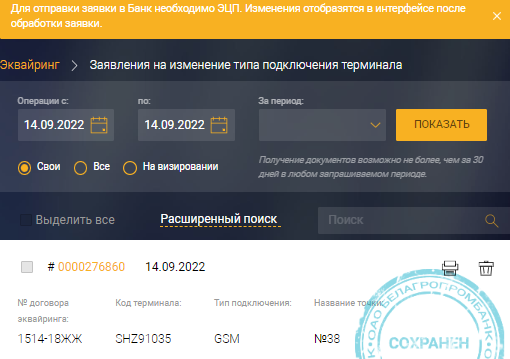 Для отправки заявки в Банк необходимо ЭЦП. Изменения отобразятся в интерфейсе после
обработки заявки.
Эквайринг > Заявления на изменение типа подключения терминала
Операции с: по: За период:
14.09.2022 14.09.2022 ПОКАЗАТЬ
Свои Все На визировании
Получение документов возможно не более, чем за 30
дней в любом запрашиваемом периоде.
Выделить все Расширенный поиск Поиск
# 0000276860 14.09.2022
№ договора Код терминала: Тип подключения: Название точки:
эквайринга:
1514-18ЖЖ SHZ91035 GSM №38
ОАО "БЕЛАГРОПРОМБАНК"
СОХРАНЕН